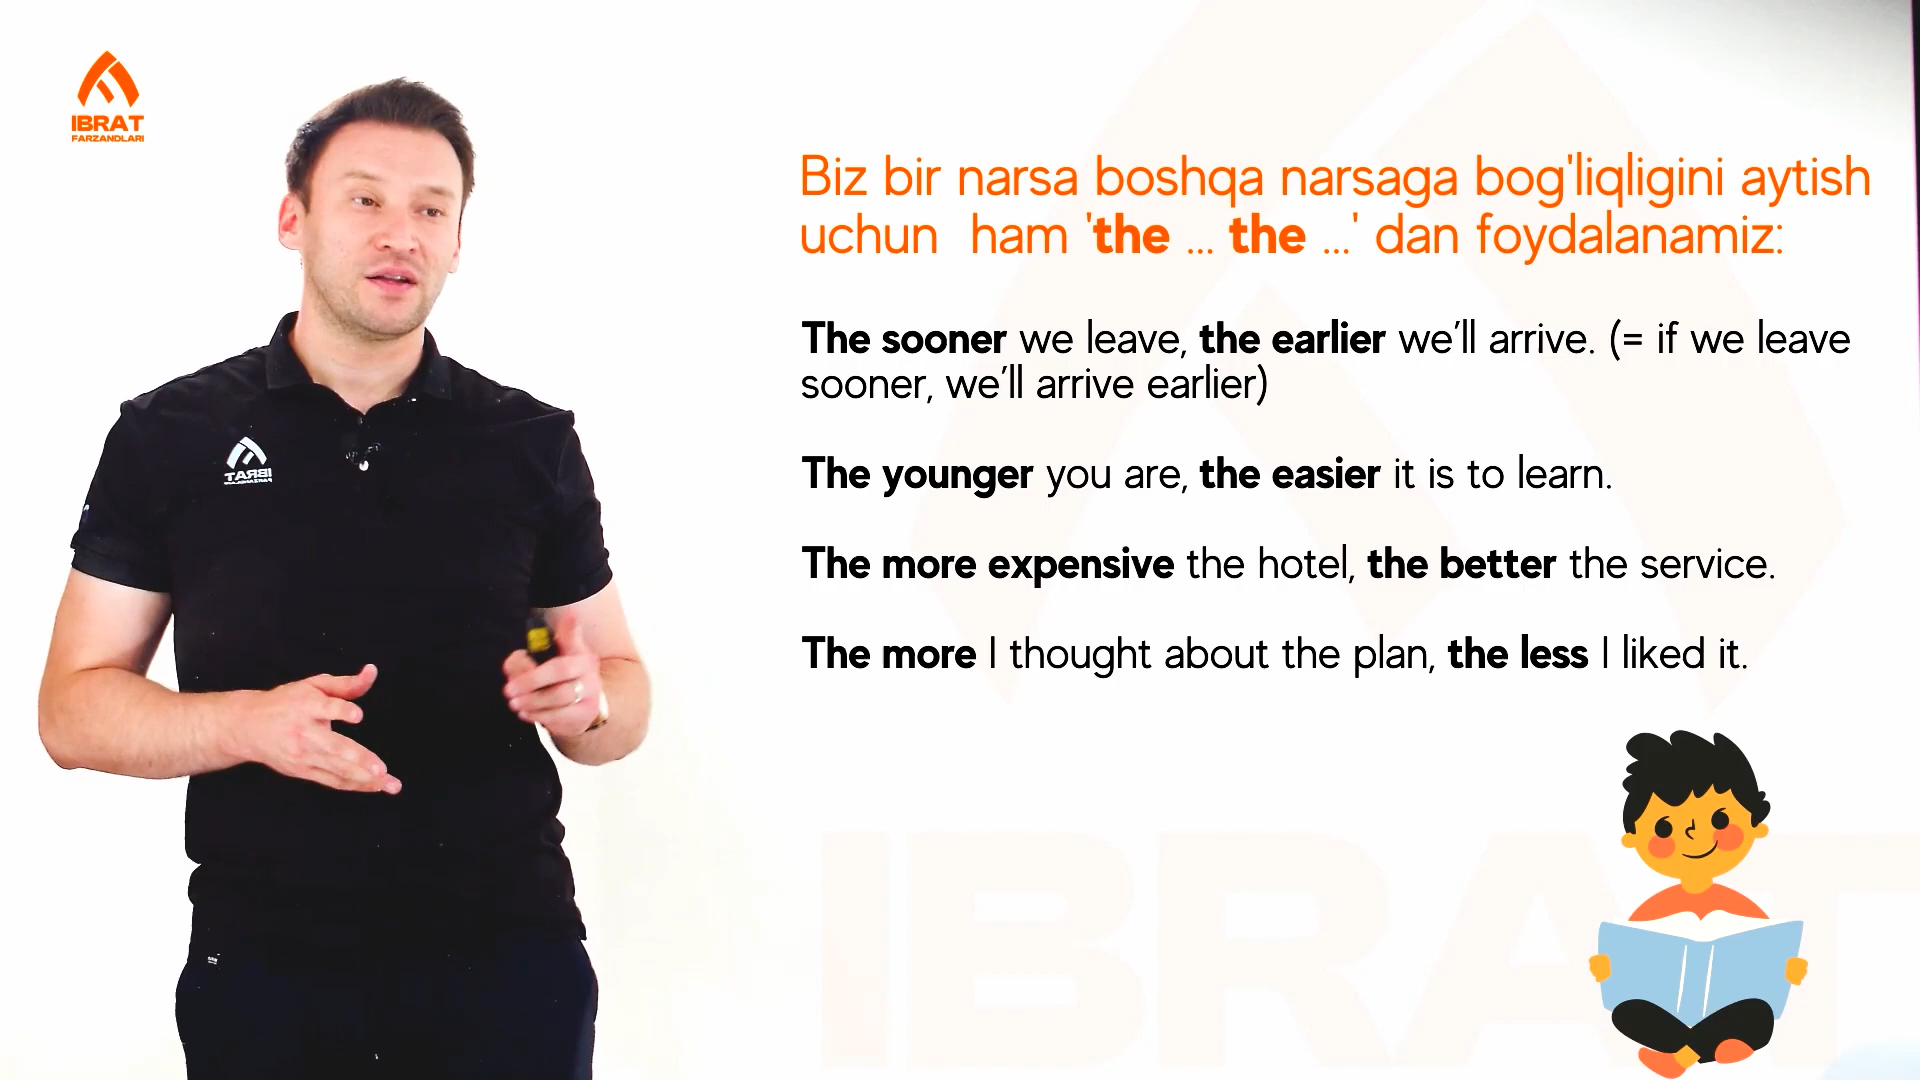 IBRAT
FARZANDLARI
Biz bir narsa boshqa narsaga bog'liqligini aytish
uchun ham 'the ... the ...' dan foydalanamiz:
The sooner we leave, the earlier we’ll arrive. (= if we leave
sooner, we’ll arrive earlier)
The younger you are, the easier it is to learn.
The more expensive the hotel, the better the service.
The more I thought about the plan, the less I liked it.
IBRAT
FARZANDLARI
IBRAT